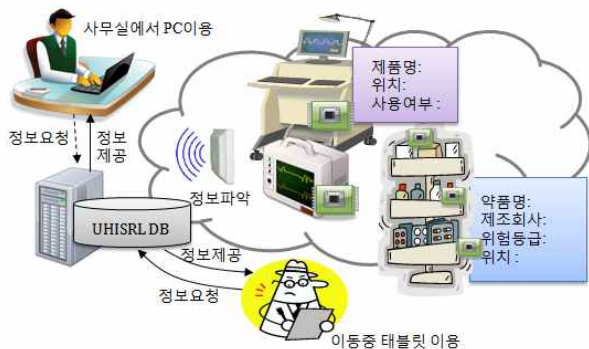 사무실에서 PC이용
제품명:
위치:
사용여부 :
정보요청
정보
제공
정보파악
약품명:
제조회사:
위험등급:
위치 :
UHISRL DB
정보제공
정보요청
이동중 태블릿 이용